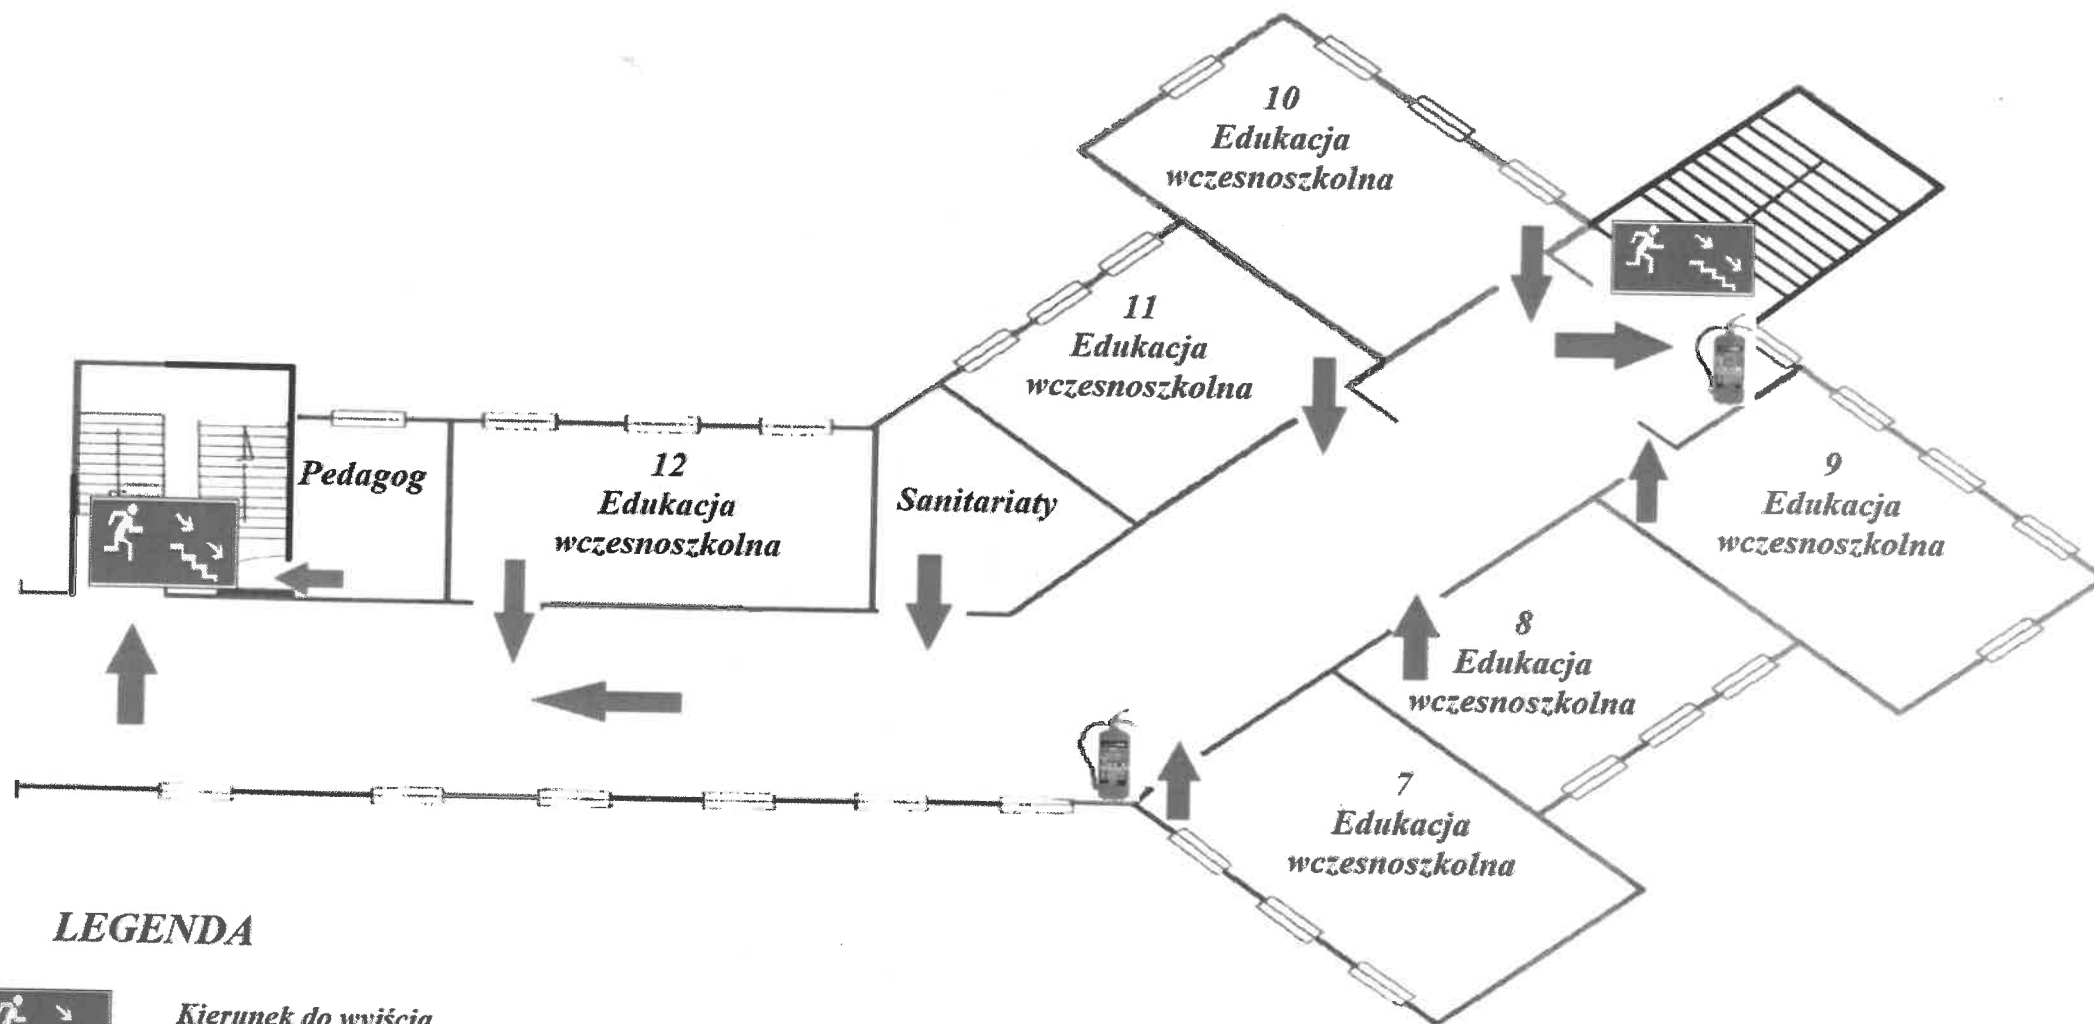 10
Edukacja
wczesnoszkolna
11
Edukacja
wczesnoszkolna
Pedagog
12
Edukacja
wczesnoszkolna
Sanitariaty
9
Edukacja
wczesnoszkolna
8
Edukacja
wczesnoszkolna
7
Edukacja
wczesnoszkolna
LEGENDA
Kierunek do wyjścia